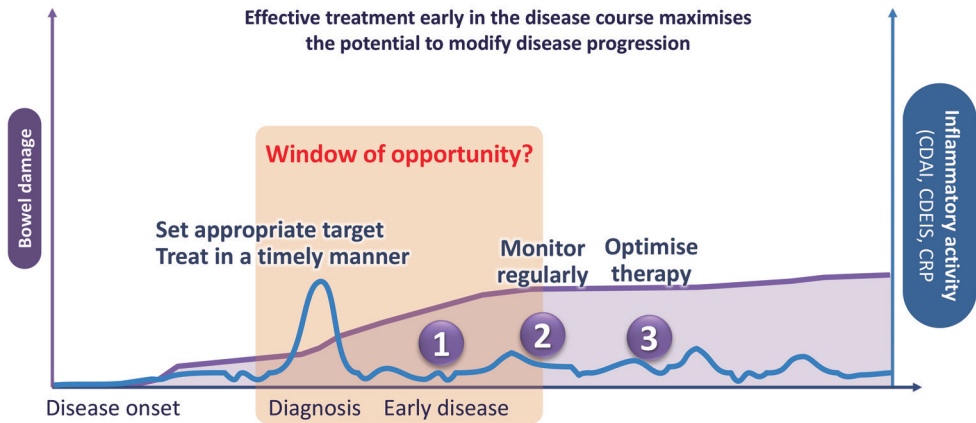 Effective treatment early in the disease course maximises
the potential to modify disease progression
Bowel damage
Inflammatory activity
(CDAI, CDEIS, CRP)
Window of opportunity?
Set appropriate target
Treat in a timely manner
Monitor
regularly
Optimise
therapy
1
2
3
Disease onset
Diagnosis
Early disease